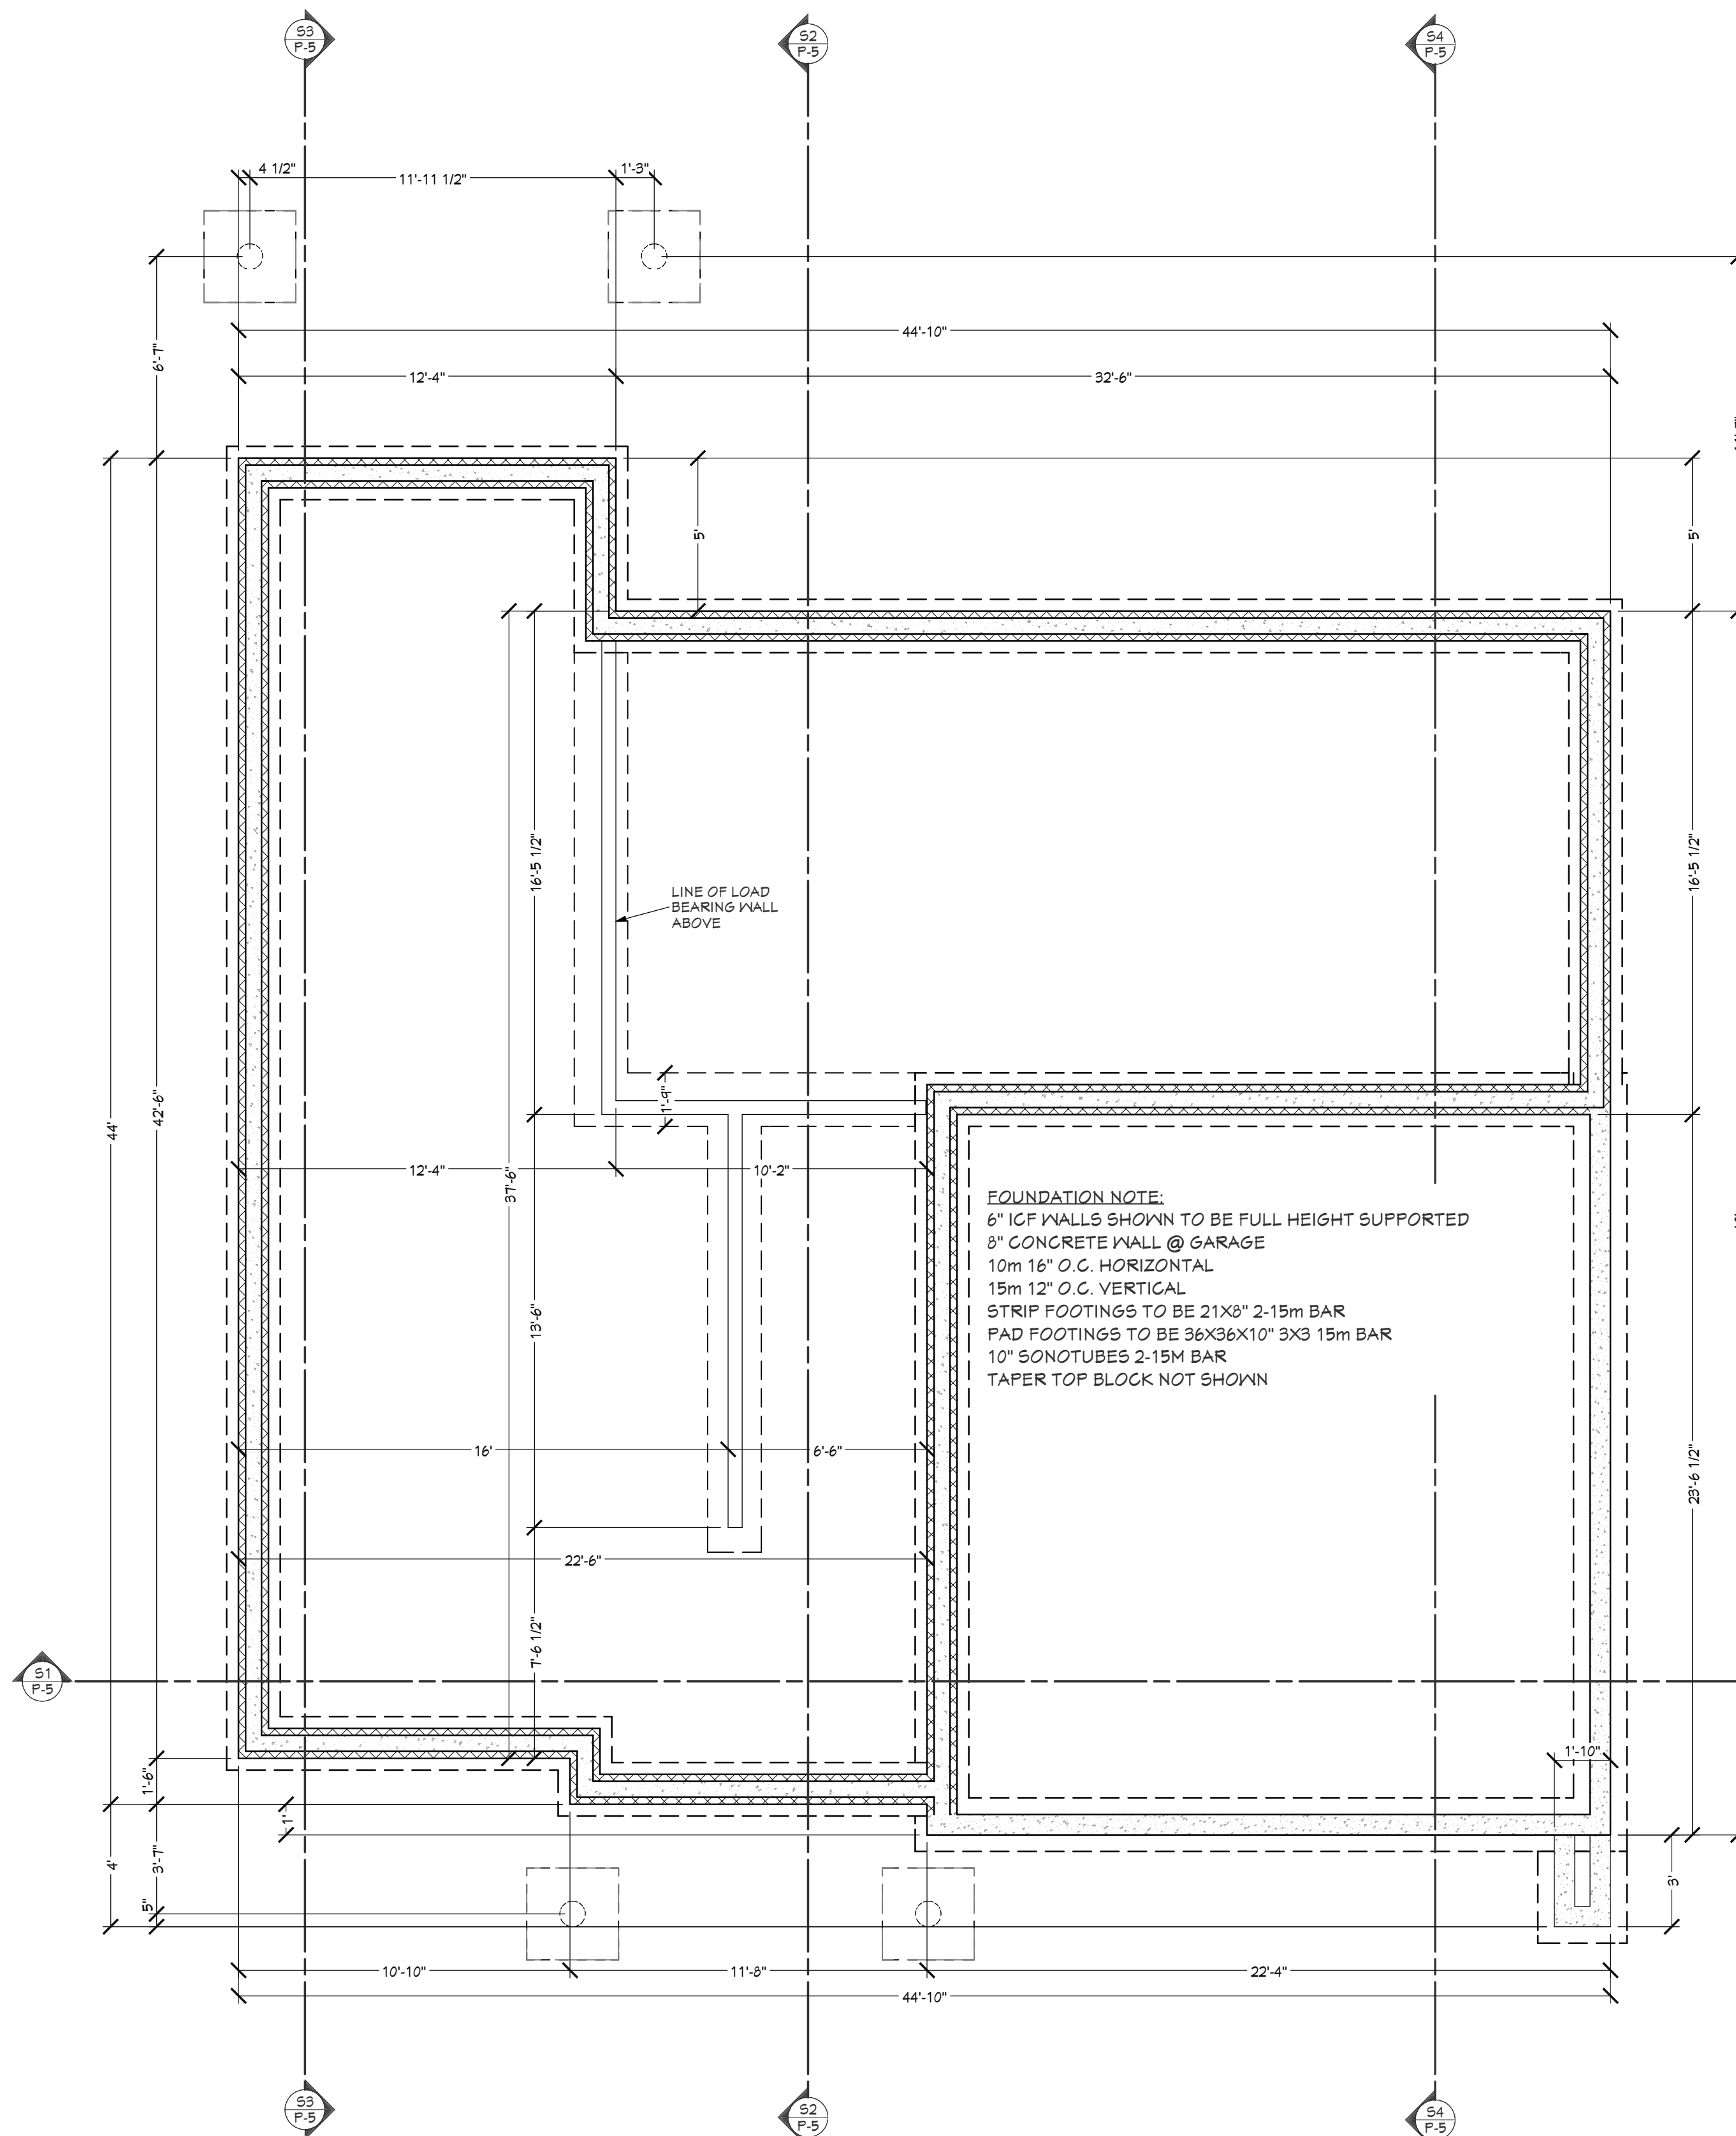 S3
P-5
S2
P-5
S4
P-5
4 1/2"
11'-11 1/2"
1'-3"
6'-7"
44'-10"
12'-4"
32'-6"
5'
5'
16'-5 1/2"
16'-5 1/2"
LINE OF LOAD
BEARING WALL
ABOVE
44'
42'-6"
1'-9"
12'-4"
37'-6"
10'-2"
FOUNDATION NOTE:
6" ICF WALLS SHOWN TO BE FULL HEIGHT SUPPORTED
8" CONCRETE WALL @ GARAGE
10m 16" O.C. HORIZONTAL
15m 12" O.C. VERTICAL
STRIP FOOTINGS TO BE 21X8" 2-15m BAR
PAD FOOTINGS TO BE 36X36X10" 3X3 15m BAR
10" SONOTUBES 2-15M BAR
TAPER TOP BLOCK NOT SHOWN
13'-6"
16'
6'-6"
23'-6 1/2"
22'-6"
7'-6 1/2"
S1
P-5
1'-10"
1'-6"
1'
4'
3'-7"
5"
3'
10'-10"
11'-8"
22'-4"
44'-10"
S3
P-5
S2
P-5
S4
P-5